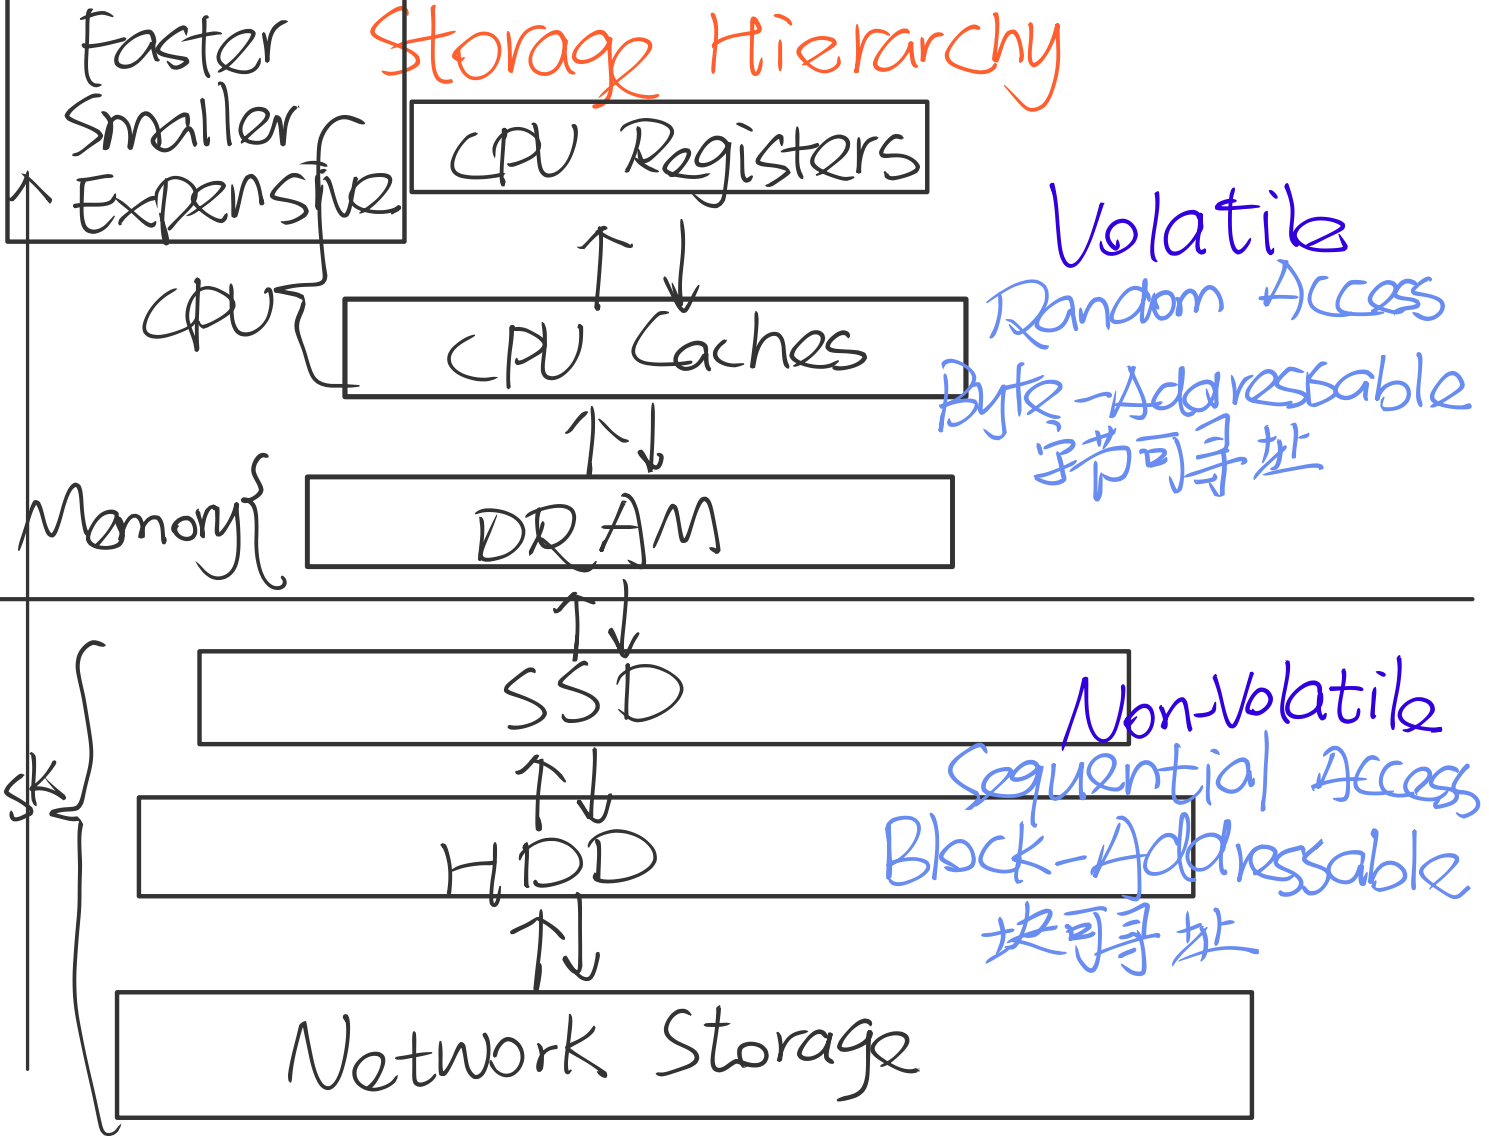 Storage Hierarchy
Faster
Smaller
Expensive
CPU Registers
CPU
CPU Caches
Volatile
Random Access
Byte-Addressable
字节可寻址
Memory
DRAM
SSD
Non-Volatile
Sequential Access
Block-Addressable
块可寻址
sk
HDD
Network Storage